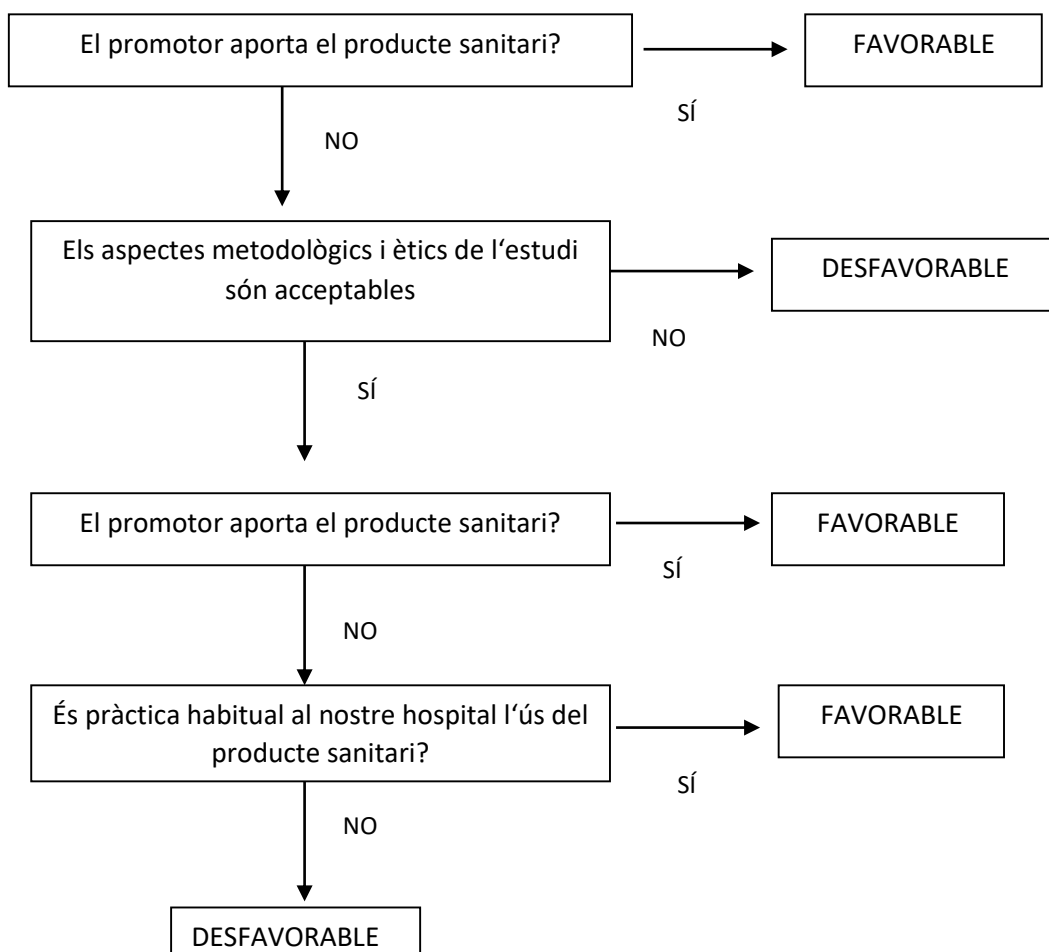 El promotor aporta el producte sanitari?
FAVORABLE
SÍ
NO
Els aspectes metodològics i ètics de l‘estudi
són acceptables
DESFAVORABLE
NO
SÍ
El promotor aporta el producte sanitari?
FAVORABLE
SÍ
NO
És pràctica habitual al nostre hospital l‘ús del
producte sanitari?
FAVORABLE
SÍ
NO
DESFAVORABLE